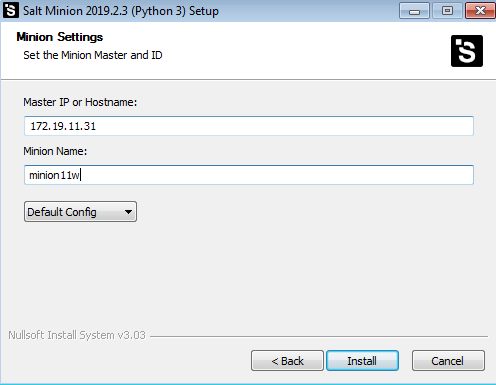 Salt Minion 2019.2.3 (Python 3) Setup
Minion Settings
Set the Minion Master and ID
Master IP or Hostname:
172.19.11.31
Minion Name:
minion11w
Default Config
Nullsoft Install System v3.03
< Back Install Cancel